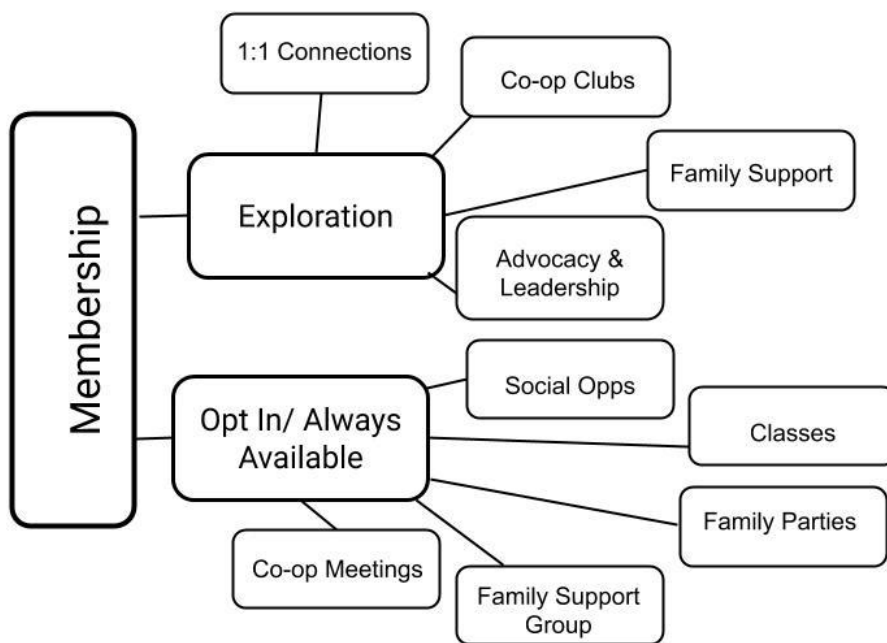 Membership
1:1 Connections
Co-op Clubs
Family Support
Exploration
Advocacy &
Leadership
Social Opps
Opt In/ Always
Available
Classes
Family Parties
Co-op Meetings
Family Support
Group